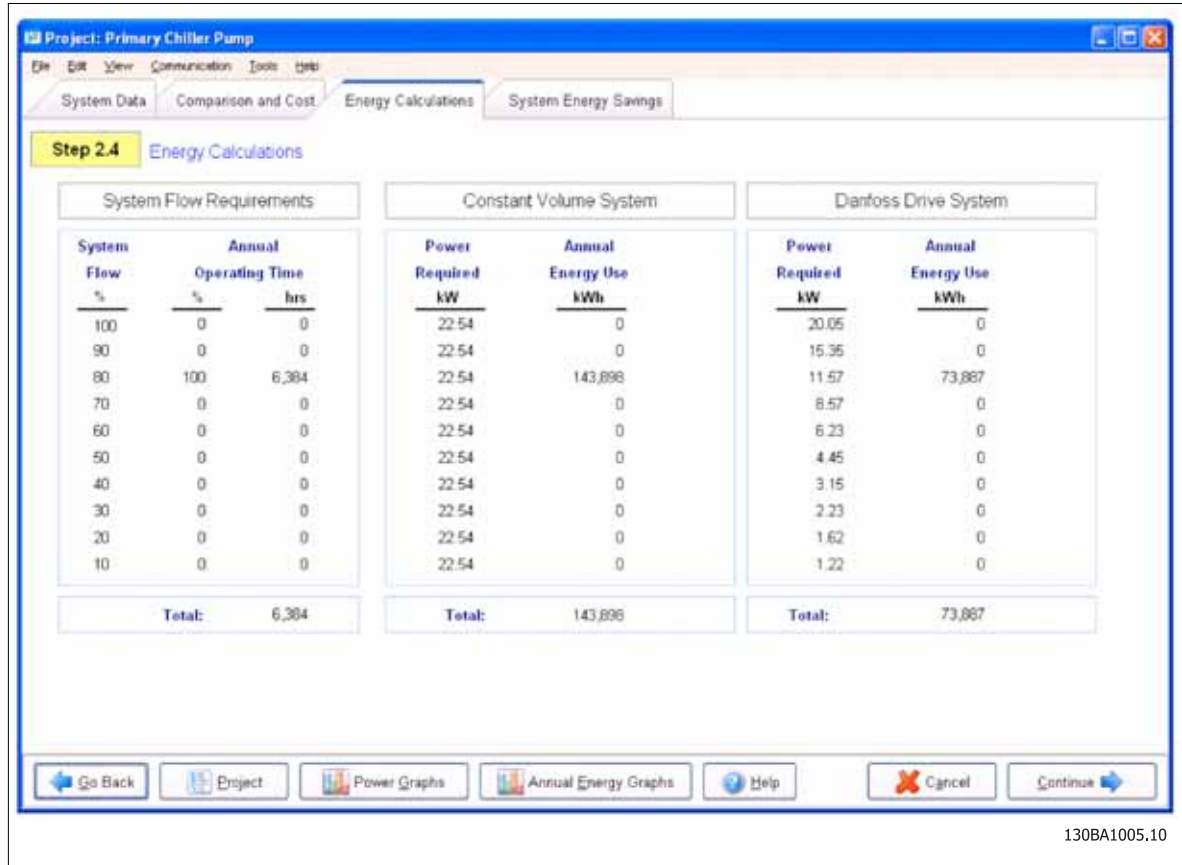 Project: Primary Chiller Pump
File Edit View Communication Tools Help
System Data Comparison and Cost Energy Calculations System Energy Savings
Step 2.4 Energy Calculations
System Flow Requirements Constant Volume System Danfoss Drive System
System Annual Power Annual Power Annual
Flow Operating Time Required Energy Use Required Energy Use
% % hrs kW kWh kW kWh
100 0 0 22.54 0 20.05 0
90 0 0 22.54 0 15.35 0
80 100 6,384 22.54 143,898 11.57 73,887
70 0 0 22.54 0 8.57 0
60 0 0 22.54 0 6.23 0
50 0 0 22.54 0 4.45 0
40 0 0 22.54 0 3.15 0
30 0 0 22.54 0 2.23 0
20 0 0 22.54 0 1.62 0
10 0 0 22.54 0 1.22 0
Total: 6,384 Total: 143,898 Total: 73,887
Go Back Project Power Graphs Annual Energy Graphs Help Cancel Continue
130BA1005.10